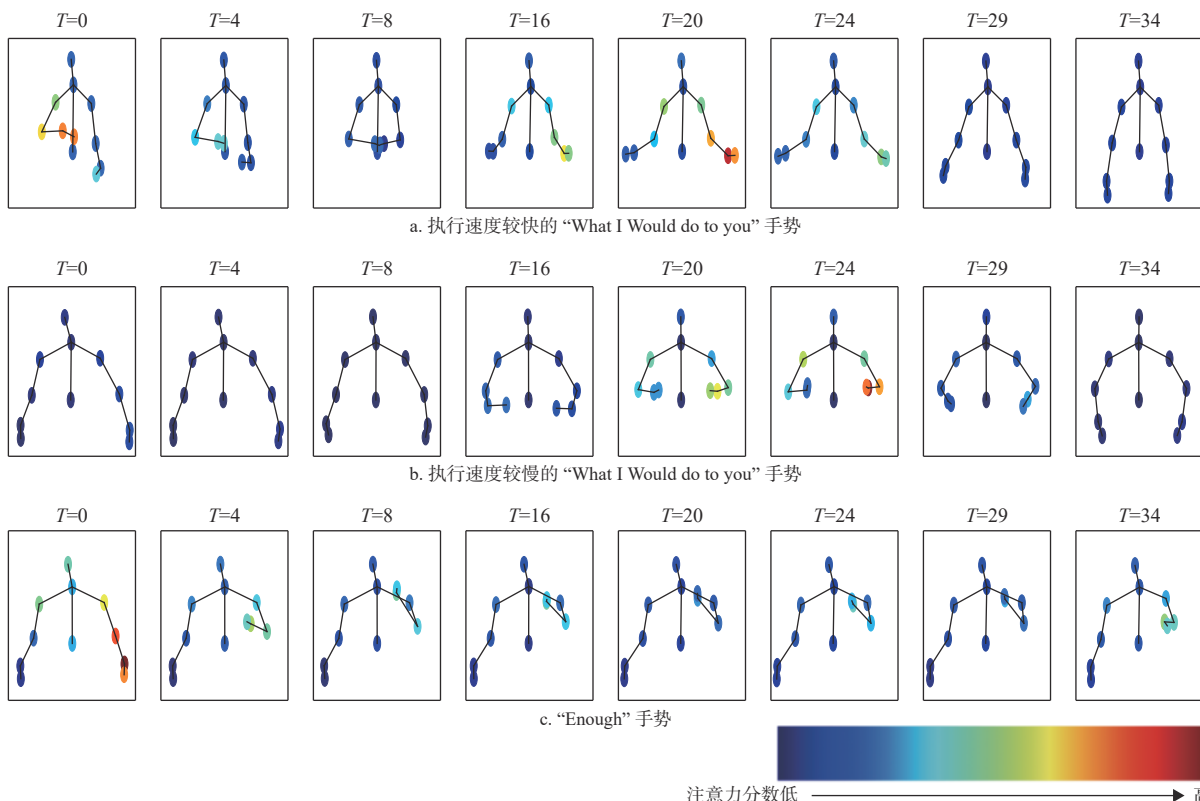 T=0 T=4 T=8 T=16 T=20 T=24 T=29 T=34
a. 执行速度较快的 “What I Would do to you” 手势
T=0 T=4 T=8 T=16 T=20 T=24 T=29 T=34
b. 执行速度较慢的 “What I Would do to you” 手势
T=0 T=4 T=8 T=16 T=20 T=24 T=29 T=34
c. “Enough” 手势
注意力分数低